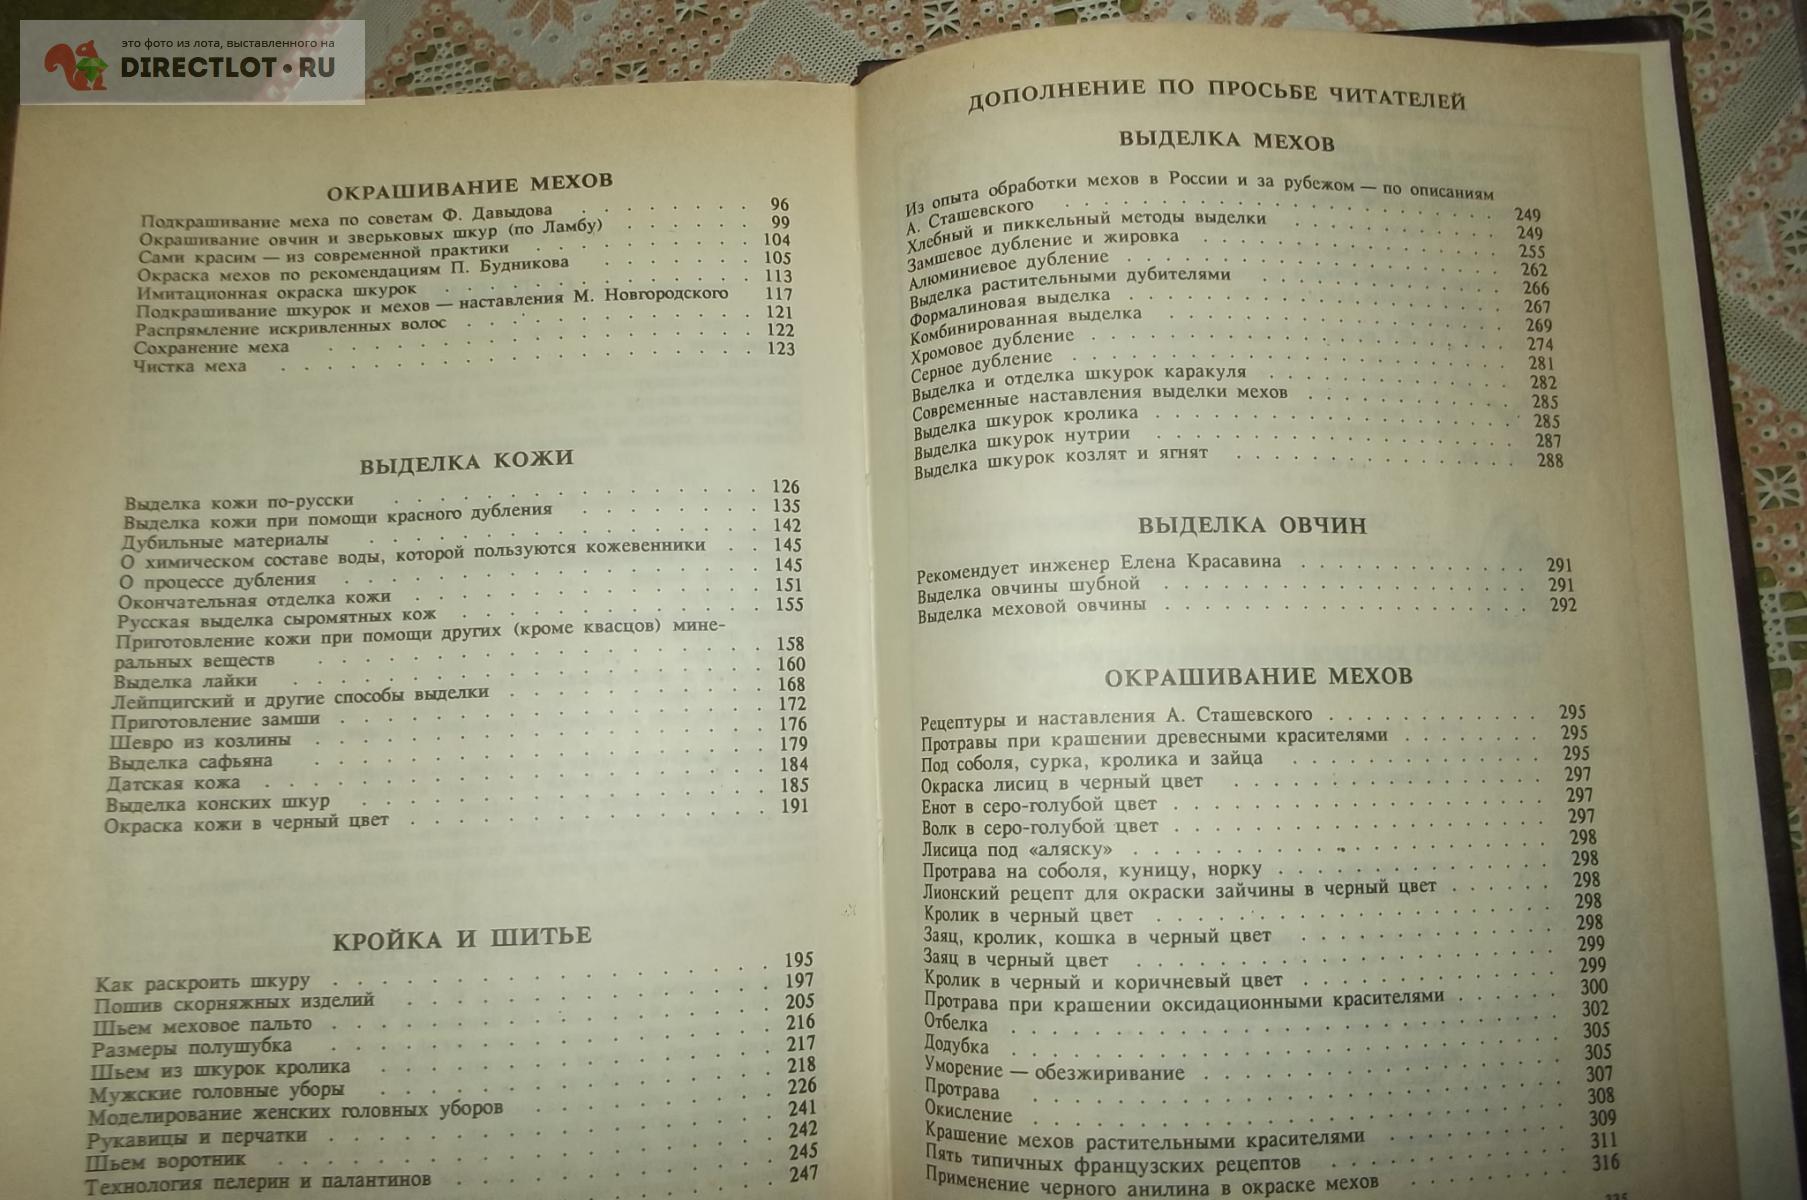 это фото из лота, выставленного на
DIRECTLOT.RU
ОКРАШИВАНИЕ МЕХОВ
Подкрашивание меха по советам Ф. Давыдова . . . . . . . 96
Окрашивание овчин и зверьковых шкур (по Ламбу) . . . . . 99
Сами красим — из современной практики . . . . . . . . 104
Окраска мехов по рекомендациям П. Будникова . . . . . . 105
Имитационная окраска шкурок . . . . . . . . . . . 113
Подкрашивание шкурок и мехов — наставления М. Новгородского 117
Распрямление искривленных волос . . . . . . . . . . 121
Сохранение меха . . . . . . . . . . . . . . 122
Чистка меха . . . . . . . . . . . . . . . . 123
ВЫДЕЛКА КОЖИ
Выделка кожи по-русски . . . . . . . . . . . . 126
Выделка кожи при помощи красного дубления . . . . . . 135
Дубильные материалы . . . . . . . . . . . . . 142
О химическом составе воды, которой пользуются кожевенники . . 145
О процессе дубления . . . . . . . . . . . . . 145
Окончательная отделка кожи . . . . . . . . . . . 151
Русская выделка сыромятных кож . . . . . . . . . . 155
Приготовление кожи при помощи других (кроме квасцов) мине-
ральных веществ . . . . . . . . . . . . . . 158
Выделка лайки . . . . . . . . . . . . . . . 160
Лейпцигский и другие способы выделки . . . . . . . . 168
Приготовление замши . . . . . . . . . . . . . 172
Шевро из козлины . . . . . . . . . . . . . . 176
Выделка сафьяна . . . . . . . . . . . . . . 179
Датская кожа . . . . . . . . . . . . . . . 184
Выделка конских шкур . . . . . . . . . . . . . 185
Окраска кожи в черный цвет . . . . . . . . . . . 191
КРОЙКА И ШИТЬЕ
Как раскроить шкуру . . . . . . . . . . . . . 195
Пошив скорняжных изделий . . . . . . . . . . . 197
Шьем меховое пальто . . . . . . . . . . . . . 205
Размеры полушубка . . . . . . . . . . . . . 216
Шьем из шкурок кролика . . . . . . . . . . . . 217
Мужские головные уборы . . . . . . . . . . . . 218
Моделирование женских головных уборов . . . . . . . 226
Рукавицы и перчатки . . . . . . . . . . . . . 241
Шьем воротник . . . . . . . . . . . . . . . 242
Технология пелерин и палантинов . . . . . . . . . 245
247
ДОПОЛНЕНИЕ ПО ПРОСЬБЕ ЧИТАТЕЛЕЙ
ВЫДЕЛКА МЕХОВ
Из опыта обработки мехов в России и за рубежом — по описаниям
А. Сташевского . . . . . . . . . . . . . . 249
Хлебный и пиккельный методы выделки . . . . . . . . 249
Замшевое дубление и жировка . . . . . . . . . . . 255
Алюминиевое дубление . . . . . . . . . . . . . 262
Выделка растительными дубителями . . . . . . . . . 266
Формалиновая выделка . . . . . . . . . . . . . 267
Комбинированная выделка . . . . . . . . . . . . 269
Хромовое дубление . . . . . . . . . . . . . . 274
Серное дубление . . . . . . . . . . . . . . . 281
Выделка и отделка шкурок каракуля . . . . . . . . . 282
Современные наставления выделки мехов . . . . . . . 285
Выделка шкурок кролика . . . . . . . . . . . . 285
Выделка шкурок нутрии . . . . . . . . . . . . 287
Выделка шкурок козлят и ягнят . . . . . . . . . . 288
ВЫДЕЛКА ОВЧИН
Рекомендует инженер Елена Красавина . . . . . . . . 291
Выделка овчины шубной . . . . . . . . . . . . . 291
Выделка меховой овчины . . . . . . . . . . . . 292
ОКРАШИВАНИЕ МЕХОВ
Рецептуры и наставления А. Сташевского . . . . . . . 295
Протравы при крашении древесными красителями . . . . . 295
Под соболя, сурка, кролика и зайца . . . . . . . . 295
Окраска лисиц в черный цвет . . . . . . . . . . . 297
Енот в серо-голубой цвет . . . . . . . . . . . . 297
Волк в серо-голубой цвет . . . . . . . . . . . . 297
Лисица под «аляску» . . . . . . . . . . . . . . 298
Протрава на соболя, куницу, норку . . . . . . . . . 298
Лионский рецепт для окраски зайчины в черный цвет . . . . 298
Кролик в черный цвет . . . . . . . . . . . . . 298
Заяц, кролик, кошка в черный цвет . . . . . . . . . 298
Заяц в черный цвет . . . . . . . . . . . . . . 299
Кролик в черный и коричневый цвет . . . . . . . . . 299
Протрава при крашении оксидационными красителями . . . . 300
Отбелка . . . . . . . . . . . . . . . . . 302
Додубка . . . . . . . . . . . . . . . . . 305
Уморение — обезжиривание . . . . . . . . . . . . 305
Протрава . . . . . . . . . . . . . . . . . 307
Окисление . . . . . . . . . . . . . . . . 308
Крашение мехов растительными красителями . . . . . . 309
Пять типичных французских рецептов . . . . . . . . 311
Применение черного анилина в окраске мехов . . . . . . 316